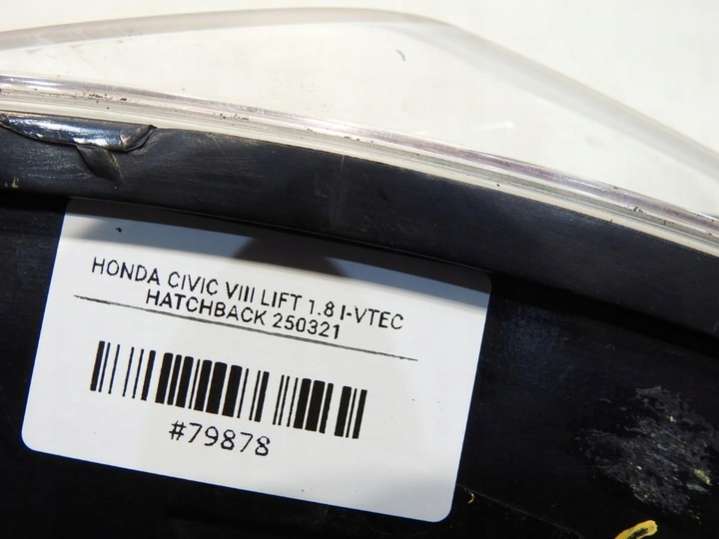 HONDA CIVIC VIII LIFT 1.8 I-VTEC
HATCHBACK 250321
#79878